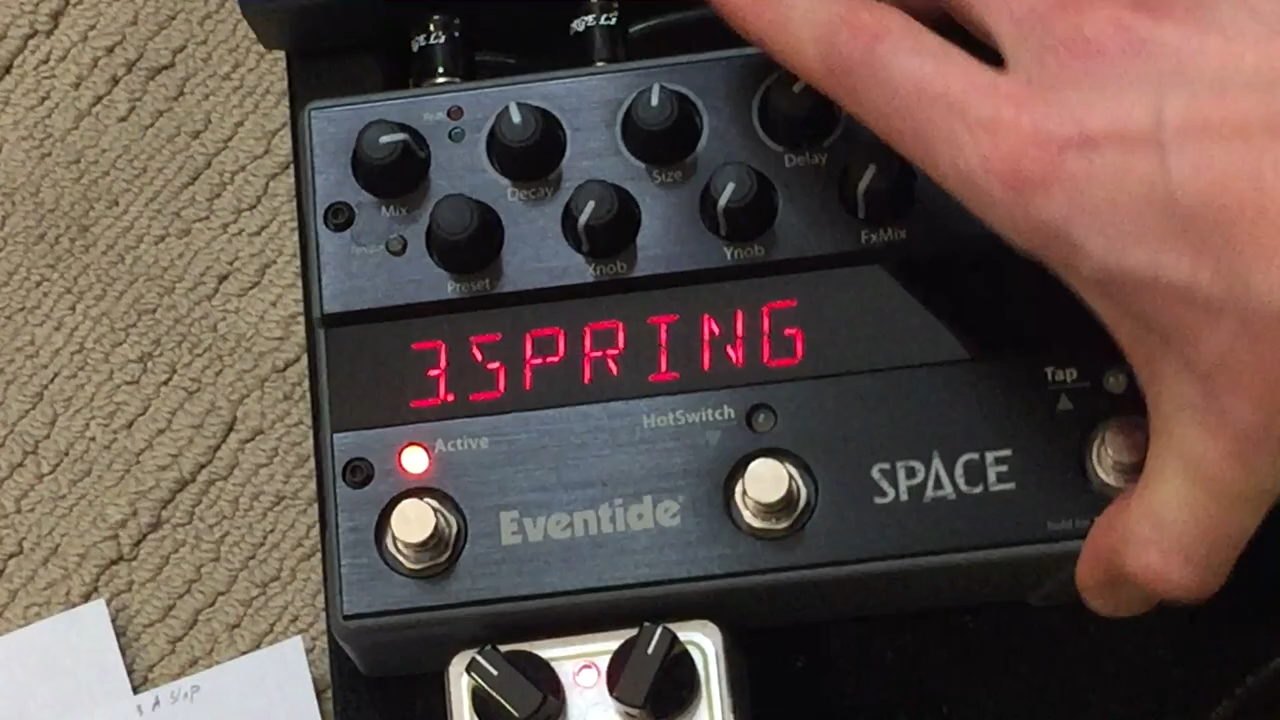 Mix
Decay
Size
Delay
Preset
Xnob
Ynob
FxMix
3.SPRING
Active
HotSwitch
Tap
Eventide
SPACE